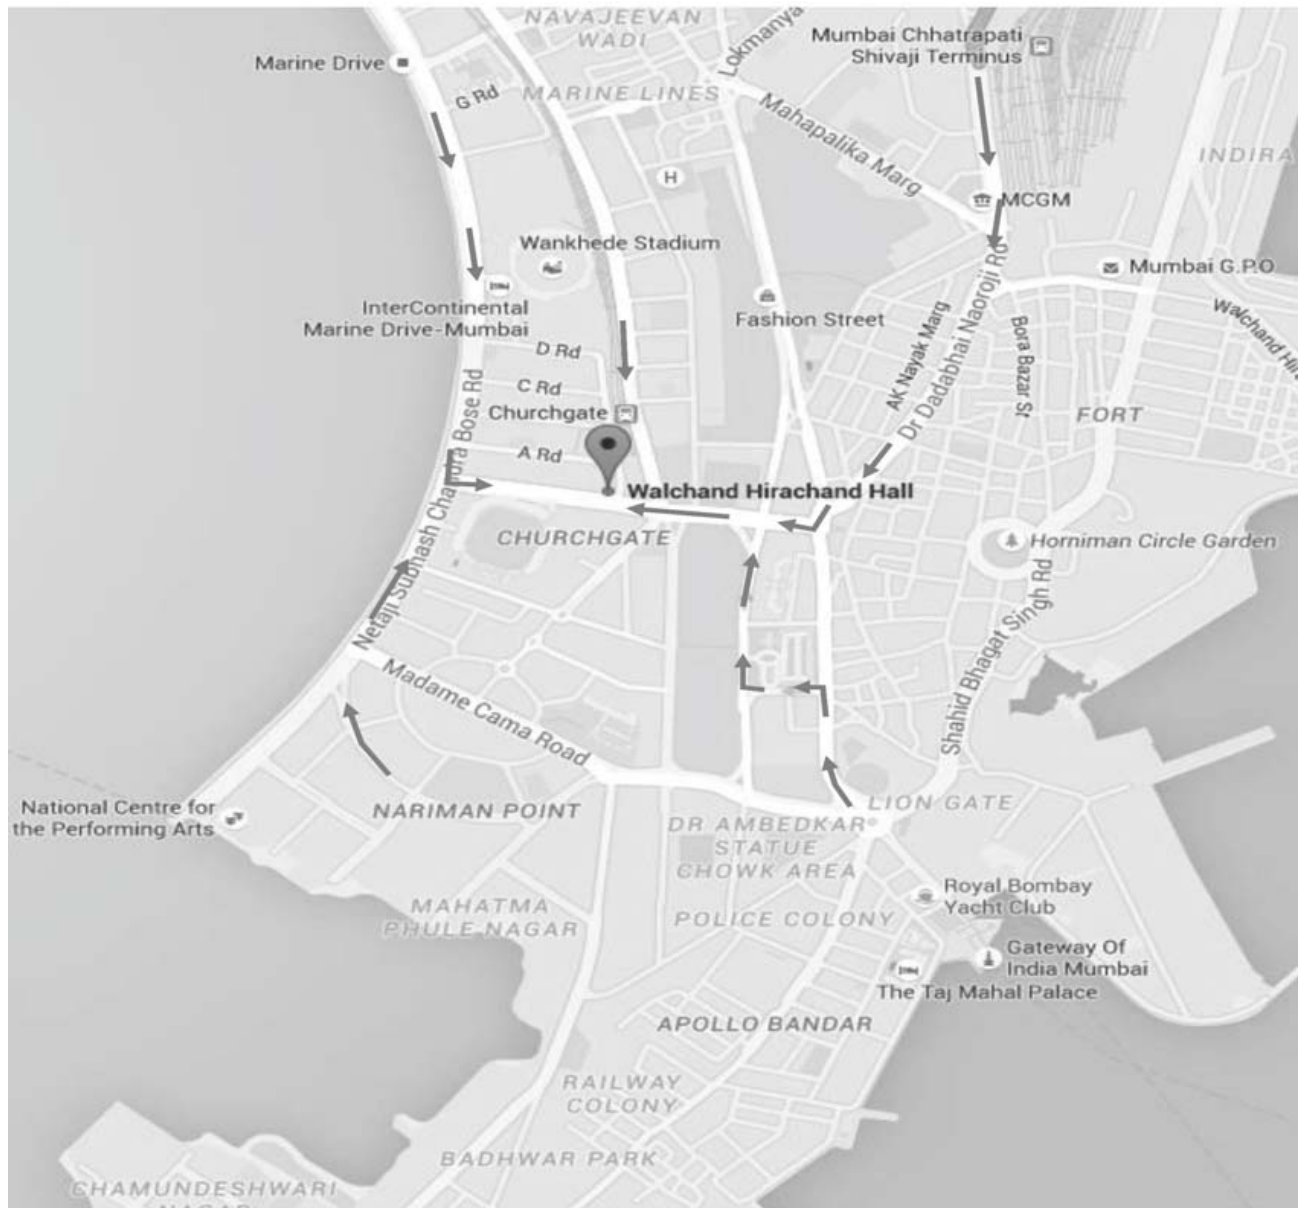 NAVAJEEVAN
WADI
Lokmanya
Mumbai Chhatrapati
Shivaji Terminus
Marine Drive
G Rd
MARINE LINES
Mahapalika Marg
INDIRA
H
MCGM
Wankhede Stadium
Mumbai G.P.O
InterContinental
Marine Drive-Mumbai
Fashion Street
Walchand Hir
D Rd
AK Nayak Marg
Dr Dadabhai Naoroji Rd
Bora Bazar St
C Rd
Churchgate
FORT
A Rd
Netaji Subhash Chandra Bose Rd
Walchand Hirachand Hall
CHURCHGATE
Horniman Circle Garden
Shahid Bhagat Singh Rd
Madame Cama Road
National Centre for
the Performing Arts
NARIMAN POINT
LION GATE
DR AMBEDKAR
STATUE
CHOWK AREA
MAHATMA
PHULE NAGAR
POLICE COLONY
Royal Bombay
Yacht Club
Gateway Of
India Mumbai
The Taj Mahal Palace
APOLLO BANDAR
RAILWAY
COLONY
BADHWAR PARK
CHAMUNDESHWARI
NAGAR